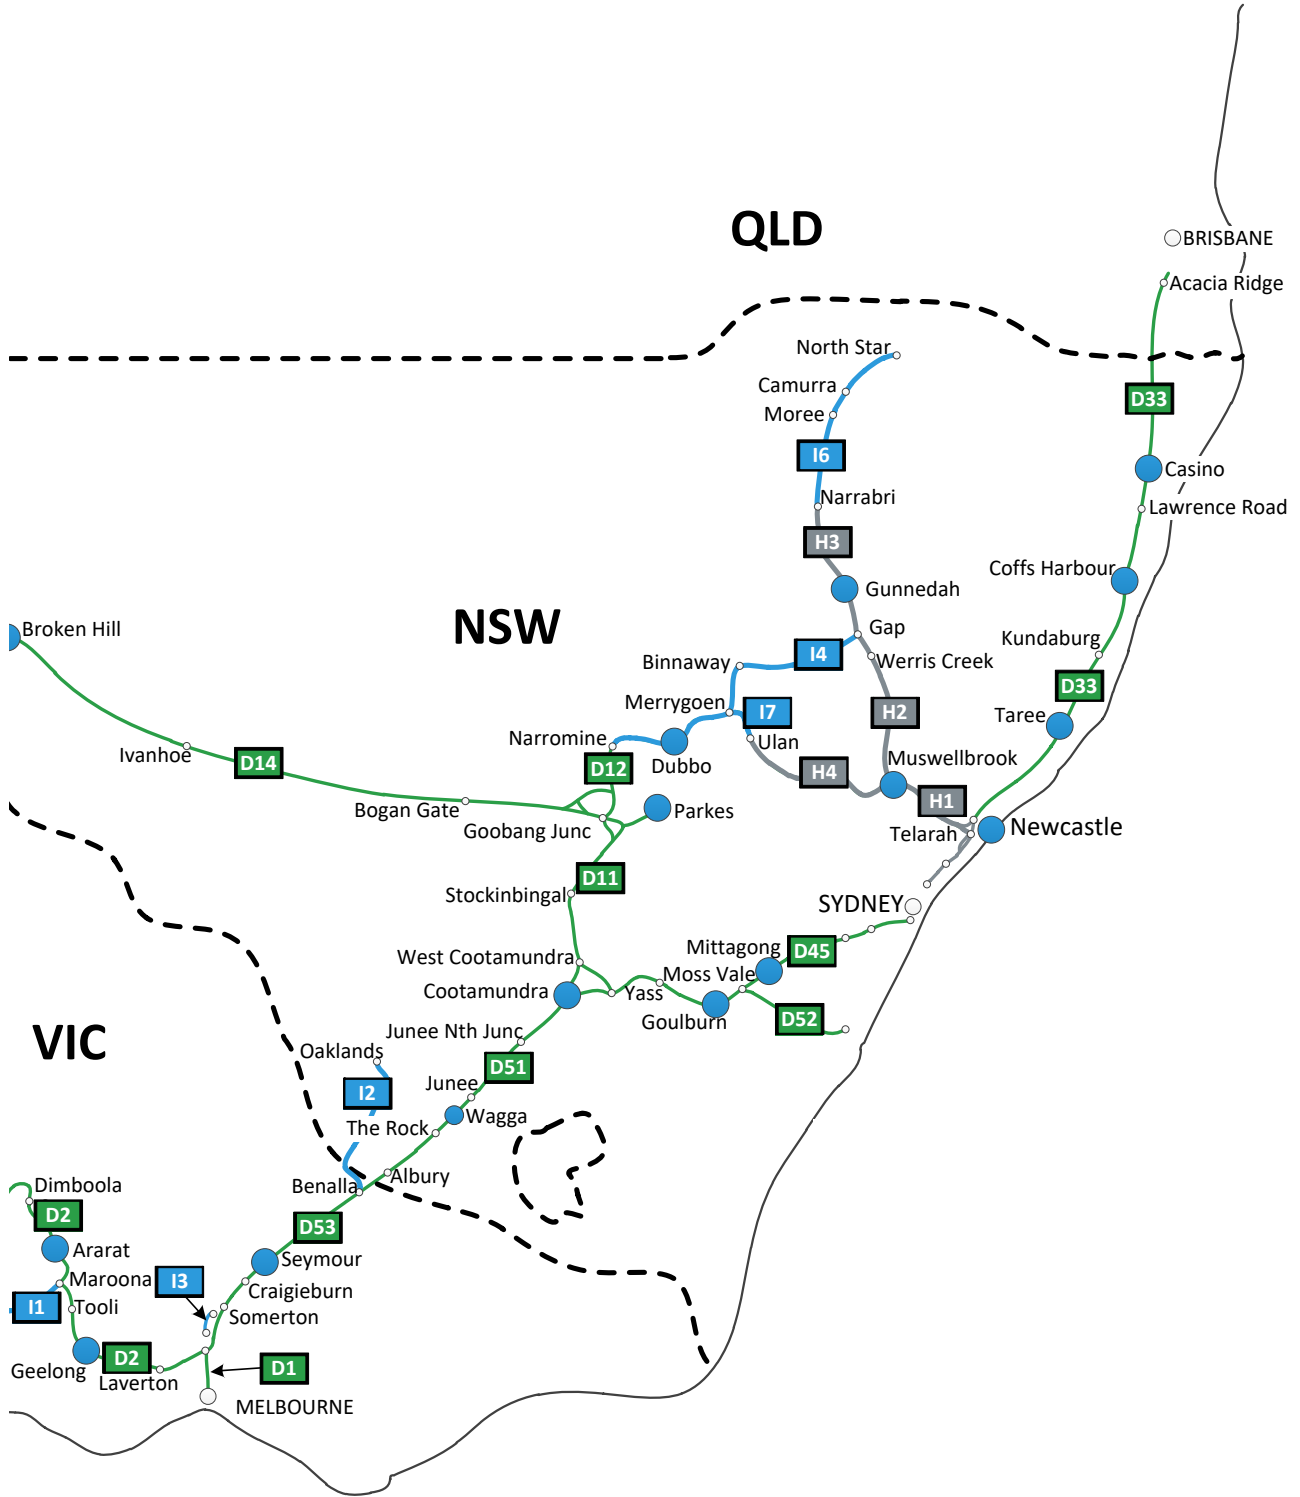 QLD
BRISBANE
Acacia Ridge
North Star
Camurra
Moree
D33
I6
Casino
Narrabri
Lawrence Road
H3
Coffs Harbour
Gunnedah
NSW
Broken Hill
Gap
Kundaburg
I4
Binnaway
Werris Creek
D33
Merrygoen
I7
H2
Taree
Narromine
Ulan
Ivanhoe
D14
D12
Dubbo
Muswellbrook
H4
H1
Bogan Gate
Parkes
Goobang Junc
Telarah
Newcastle
D11
Stockinbingal
SYDNEY
Mittagong
D45
West Cootamundra
Moss Vale
Cootamundra
Yass
Goulburn
D52
VIC
Junee Nth Junc
Oaklands
D51
I2
Junee
Wagga
The Rock
Albury
Dimboola
Benalla
D2
D53
Ararat
Seymour
Maroona
I3
Craigieburn
I1
Tooli
Somerton
D2
Geelong
Laverton
D1
MELBOURNE